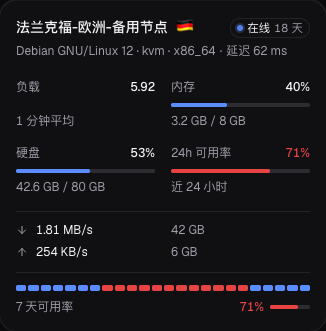 法兰克福-欧洲-备用节点 在线 18 天
Debian GNU/Linux 12 · kvm · x86_64 · 延迟 62 ms
负载 5.92 内存 40%
1 分钟平均 3.2 GB / 8 GB
硬盘 53% 24h 可用率 71%
42.6 GB / 80 GB 近 24 小时
↓ 1.81 MB/s 42 GB
↑ 254 KB/s 6 GB
7 天可用率 71%